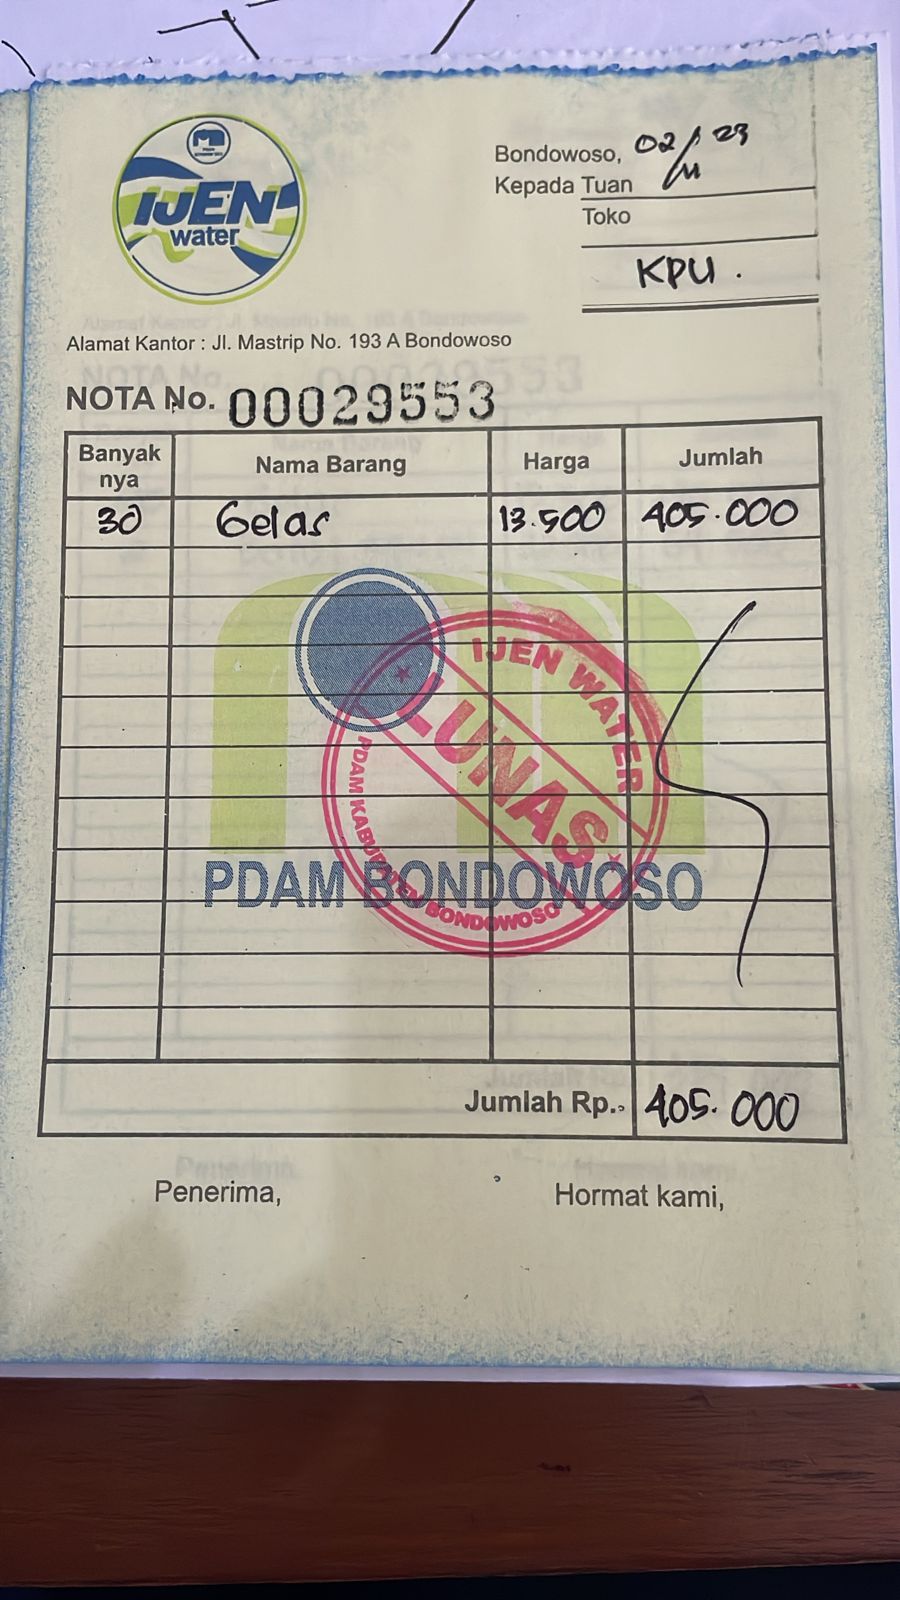 IJEN
water
Bondowoso, 02/11 23
Kepada Tuan
Toko
KPU.
Alamat Kantor : Jl. Mastrip No. 193 A Bondowoso
NOTA No. 00029553
Banyak nya Nama Barang Harga Jumlah
30 Gelas 13.500 405.000
IJEN WATER
LUNAS
PDAM KABUPATEN BONDOWOSO
PDAM BONDOWOSO
Jumlah Rp. 405.000
Penerima, Hormat kami,